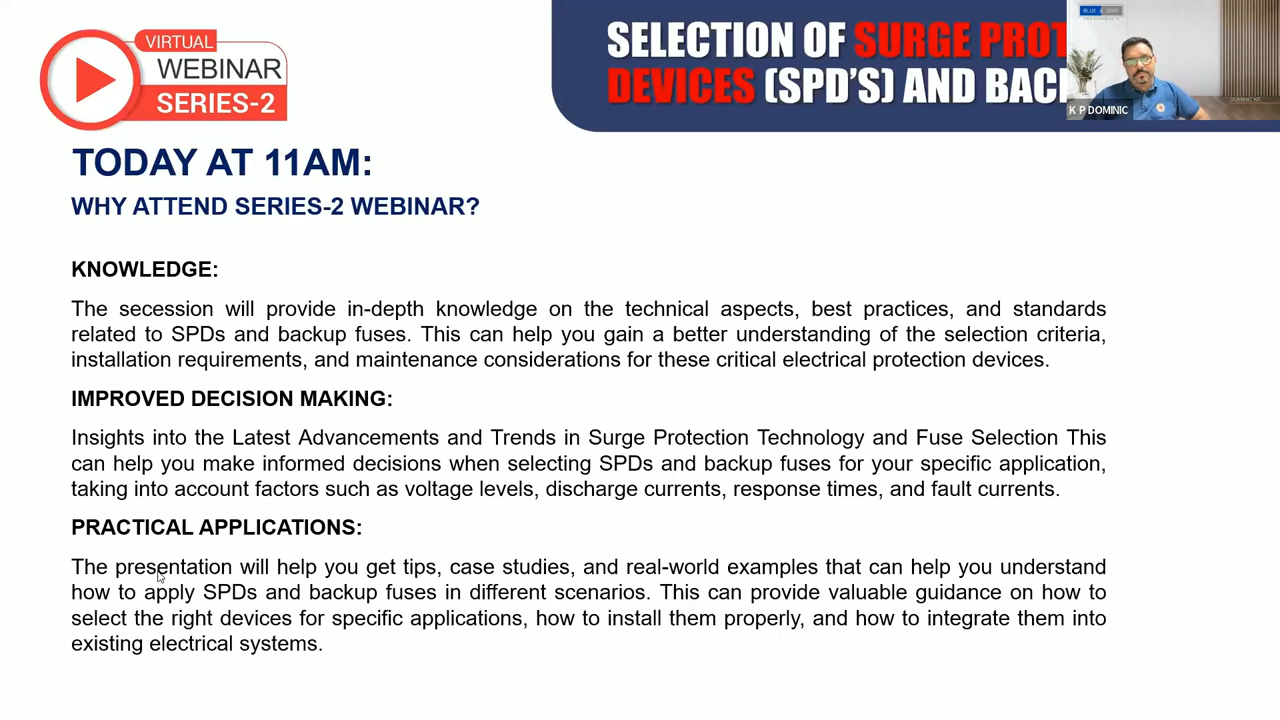 VIRTUAL
WEBINAR
SERIES-2
SELECTION OF SURGE PROT
DEVICES (SPD'S) AND BAC
BLUE & GRAY
DOMINIC KP
K P DOMINIC
TODAY AT 11AM:
WHY ATTEND SERIES-2 WEBINAR?
KNOWLEDGE:
The secession will provide in-depth knowledge on the technical aspects, best practices, and standards
related to SPDs and backup fuses. This can help you gain a better understanding of the selection criteria,
installation requirements, and maintenance considerations for these critical electrical protection devices.
IMPROVED DECISION MAKING:
Insights into the Latest Advancements and Trends in Surge Protection Technology and Fuse Selection This
can help you make informed decisions when selecting SPDs and backup fuses for your specific application,
taking into account factors such as voltage levels, discharge currents, response times, and fault currents.
PRACTICAL APPLICATIONS:
The presentation will help you get tips, case studies, and real-world examples that can help you understand
how to apply SPDs and backup fuses in different scenarios. This can provide valuable guidance on how to
select the right devices for specific applications, how to install them properly, and how to integrate them into
existing electrical systems.